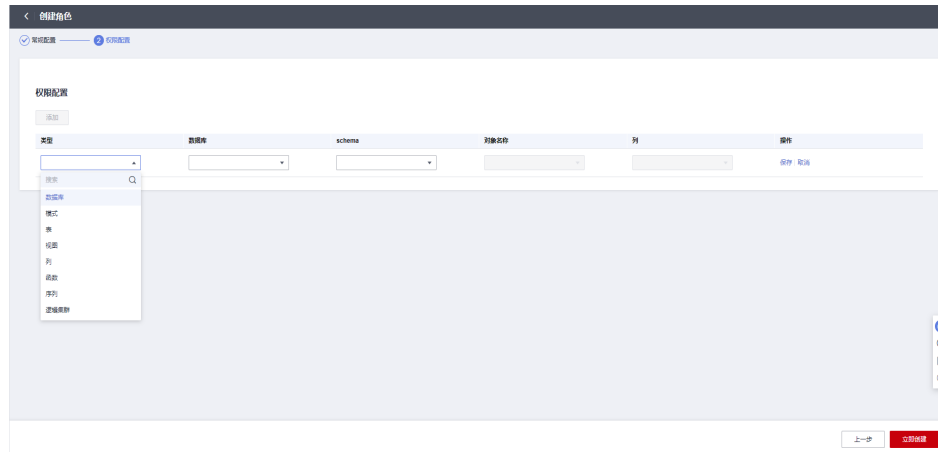 创建角色
常规配置 2 权限配置
权限配置
添加
类型 数据库 schema 对象名称 列 操作
保存 取消
搜索
数据库
模式
表
视图
列
函数
序列
逻辑集群
上一步 立即创建